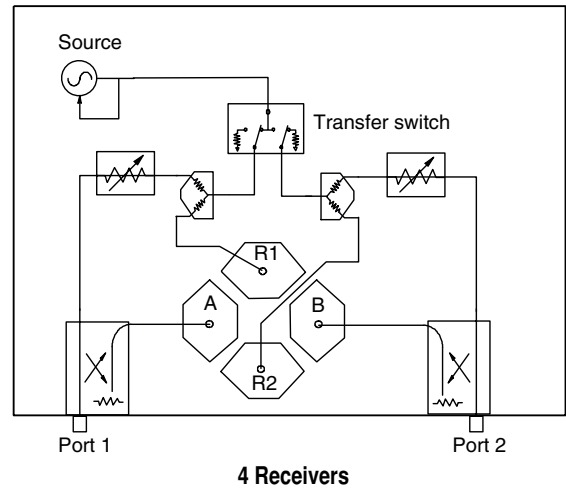 Source
Transfer switch
R1
A
B
R2
Port 1
Port 2
4 Receivers